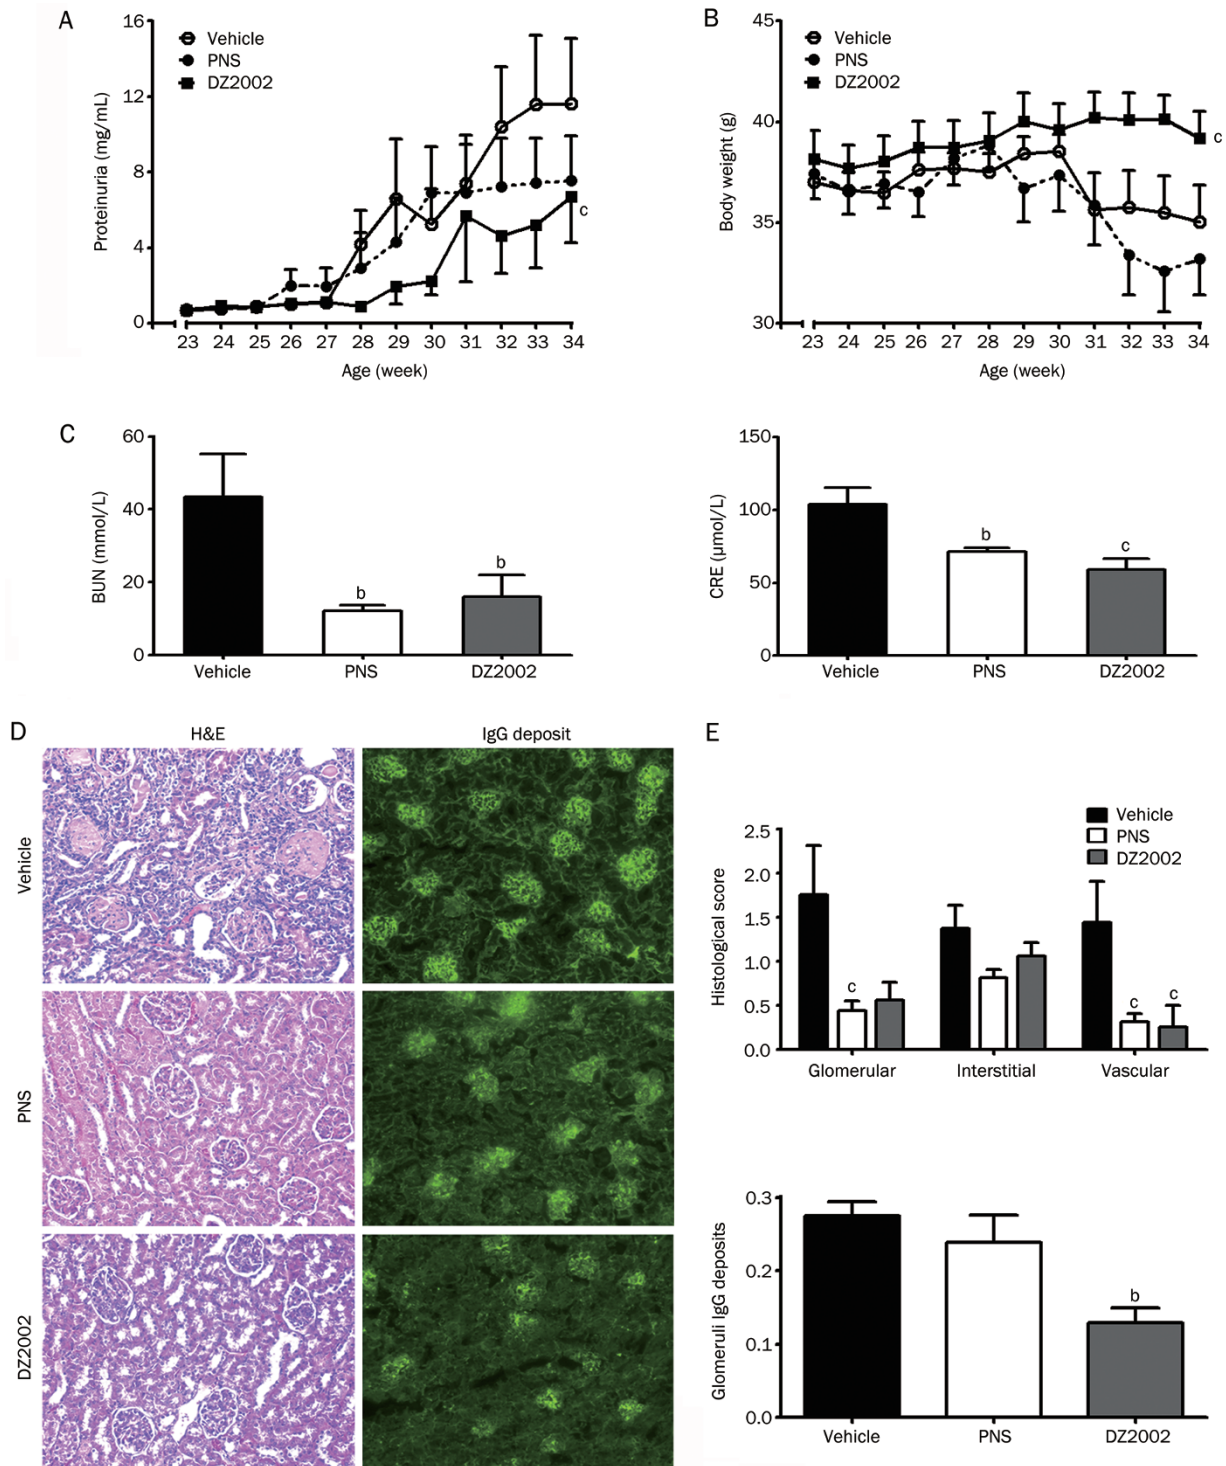 A
Vehicle
PNS
DZ2002
Proteinuria (mg/mL)
16
12
8
4
0
c
23 24 25 26 27 28 29 30 31 32 33 34
Age (week)
B
Vehicle
PNS
DZ2002
Body weight (g)
45
40
35
30
c
23 24 25 26 27 28 29 30 31 32 33 34
Age (week)
C
BUN (mmol/L)
60
40
20
0
b
b
Vehicle PNS DZ2002
CRE (µmol/L)
150
100
50
0
b
c
Vehicle PNS DZ2002
D
H&E
IgG deposit
Vehicle
PNS
DZ2002
E
Vehicle
PNS
DZ2002
Histological score
2.5
2.0
1.5
1.0
0.5
0.0
c
c
c
Glomerular Interstitial Vascular
Glomeruli IgG deposits
0.3
0.2
0.1
0.0
b
Vehicle PNS DZ2002